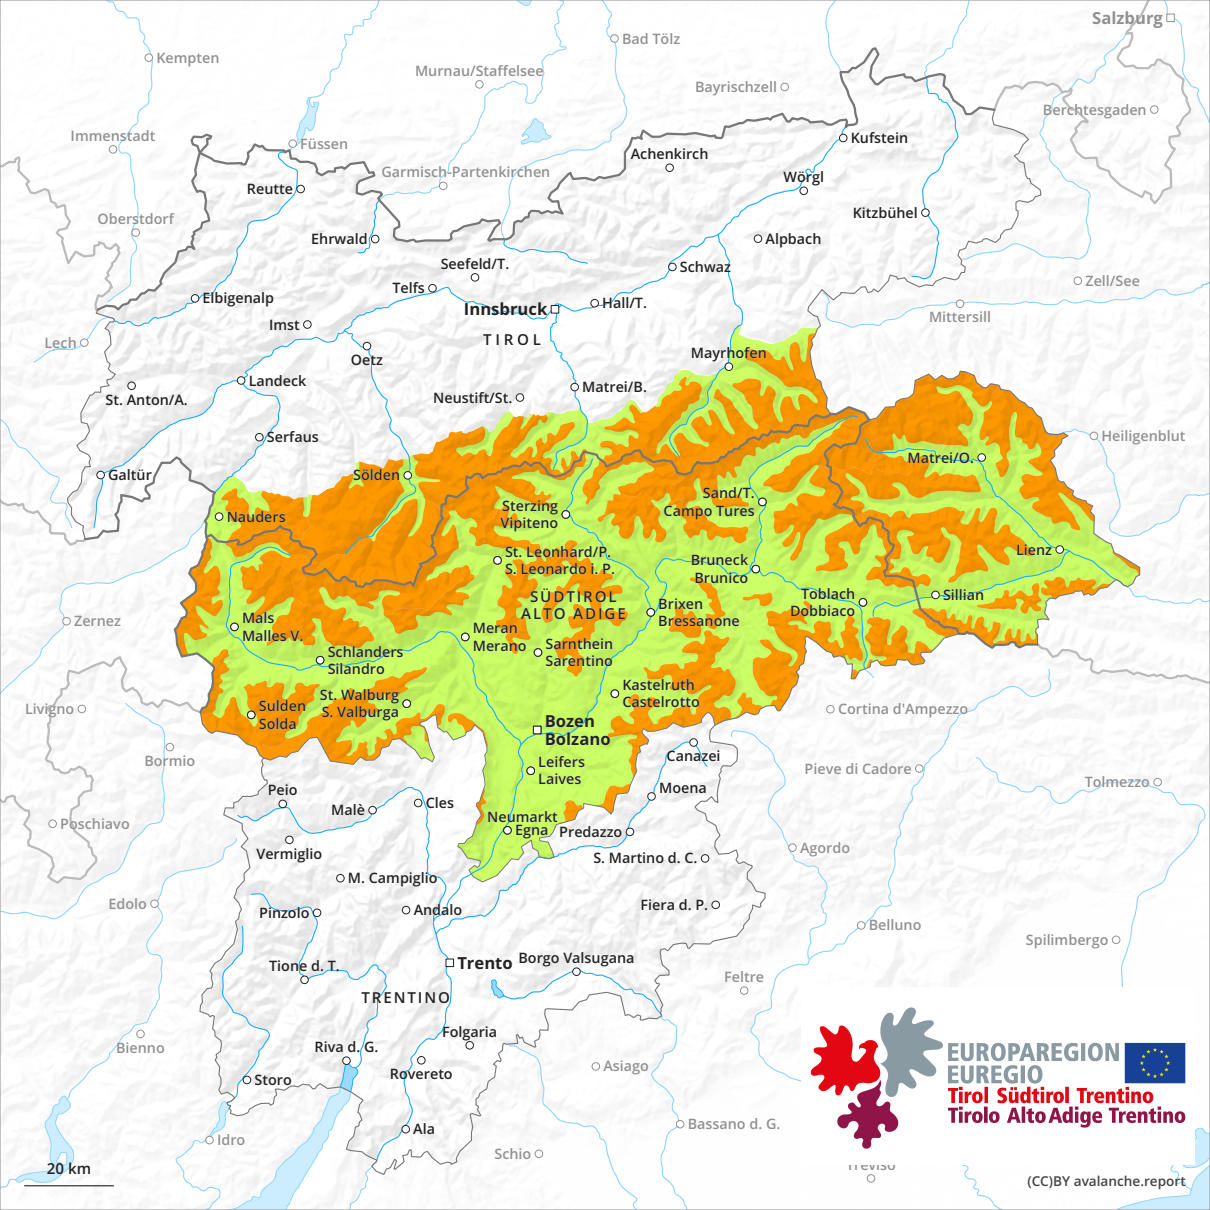 Salzburg
Bad Tölz
Kempten
Murnau/Staffelsee
Bayrischzell
Berchtesgaden
Immenstadt
Füssen
Kufstein
Achenkirch
Garmisch-Partenkirchen
Wörgl
Reutte
Oberstdorf
Kitzbühel
Ehrwald
Alpbach
Seefeld/T.
Schwaz
Zell/See
Telfs
Elbigenalp
Innsbruck
Hall/T.
Mittersill
Imst
TIROL
Lech
Oetz
Mayrhofen
Landeck
Matrei/B.
St. Anton/A.
Neustift/St.
Serfaus
Heiligenblut
Matrei/O.
Galtür
Sölden
Sand/T.
Campo Tures
Sterzing
Vipiteno
Nauders
St. Leonhard/P.
S. Leonardo i. P.
Bruneck
Brunico
Lienz
SÜDTIROL
ALTO ADIGE
Toblach
Dobbiaco
Sillian
Brixen
Bressanone
Zernez
Mals
Malles V.
Meran
Merano
Sarnthein
Sarentino
Schlanders
Silandro
Kastelruth
Castelrotto
St. Walburg
S. Valburga
Livigno
Sulden
Solda
Cortina d'Ampezzo
Bozen
Bolzano
Bormio
Canazei
Leifers
Laives
Pieve di Cadore
Tolmezzo
Peio
Moena
Malè
Cles
Poschiavo
Neumarkt
Egna
Predazzo
Vermiglio
Agordo
S. Martino d. C.
M. Campiglio
Edolo
Pinzolo
Andalo
Fiera d. P.
Belluno
Spilimbergo
Trento
Borgo Valsugana
Tione d. T.
Feltre
TRENTINO
Folgaria
Bienno
Riva d. G.
Rovereto
Asiago
Storo
EUROPAREGION
EUREGIO
Tirol Südtirol Trentino
Tirolo Alto Adige Trentino
Ala
Bassano d. G.
Idro
Schio
20 km
Treviso
(CC)BY avalanche.report